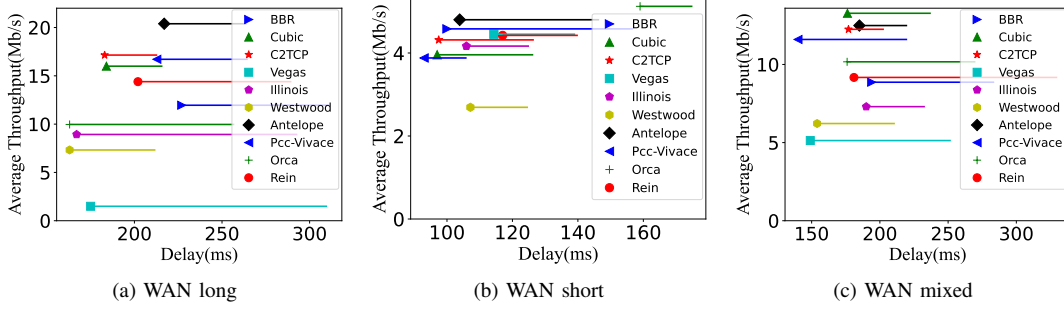 Average Throughput(Mb/s)
20
15
10
5
0
200
250
300
Delay(ms)
BBR
Cubic
C2TCP
Vegas
Illinois
Westwood
Antelope
Pcc-Vivace
Orca
Rein
(a) WAN long
Average Throughput(Mb/s)
4
2
0
100
120
140
160
Delay(ms)
BBR
Cubic
C2TCP
Vegas
Illinois
Westwood
Antelope
Pcc-Vivace
Orca
Rein
(b) WAN short
Average Throughput(Mb/s)
10
5
0
150
200
250
300
Delay(ms)
BBR
Cubic
C2TCP
Vegas
Illinois
Westwood
Antelope
Pcc-Vivace
Orca
Rein
(c) WAN mixed